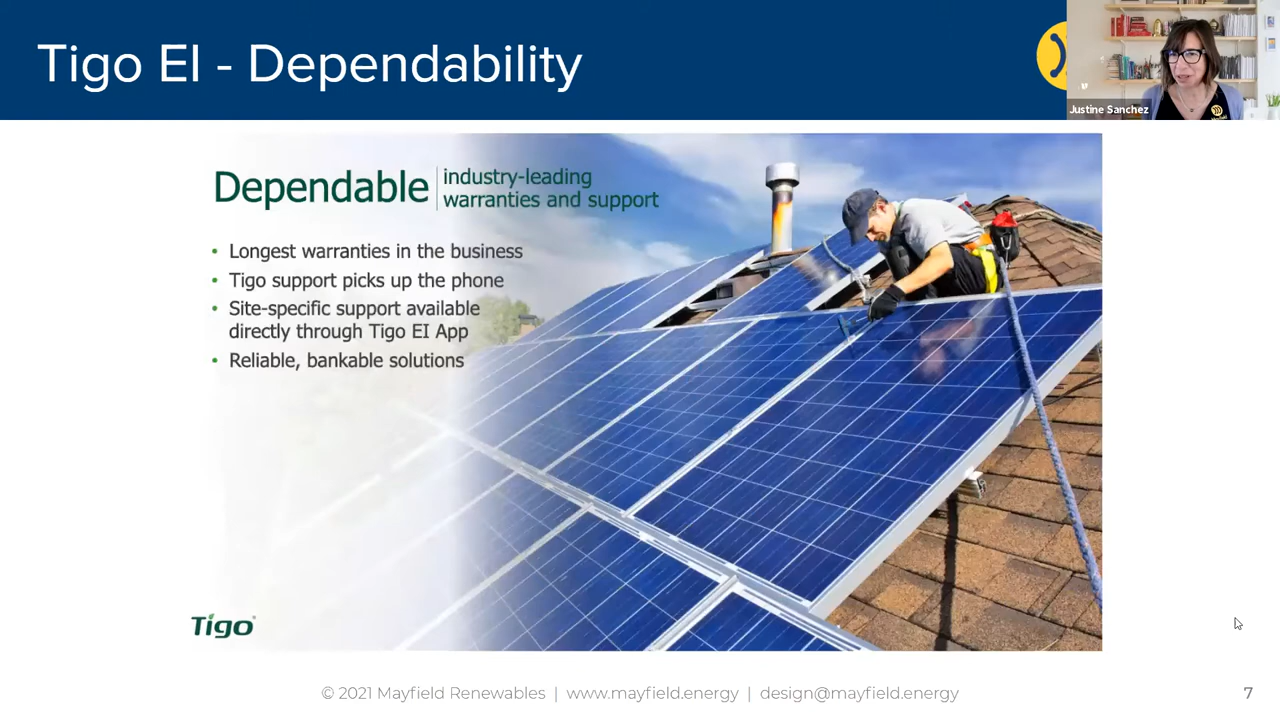 Tigo EI - Dependability
Justine Sanchez
Dependable
industry-leading
warranties and support
• Longest warranties in the business
• Tigo support picks up the phone
• Site-specific support available
directly through Tigo EI App
• Reliable, bankable solutions
Tigo
© 2021 Mayfield Renewables | www.mayfield.energy | design@mayfield.energy
7